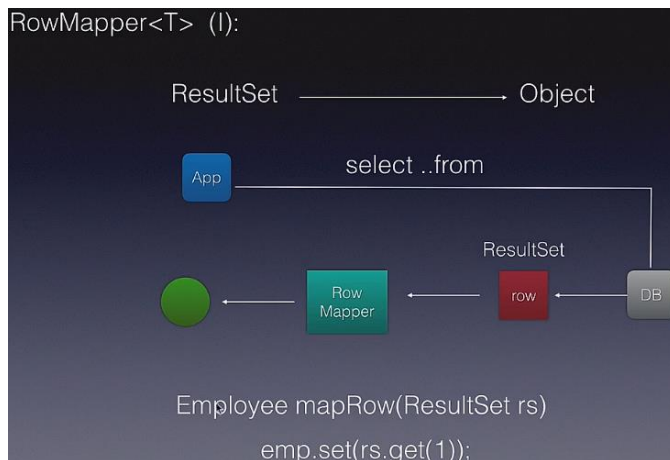 RowMapper<T> (I):
ResultSet
Object
App
select ..from
ResultSet
Row
Mapper
row
DB
Employee mapRow(ResultSet rs)
emp.set(rs.get(1));